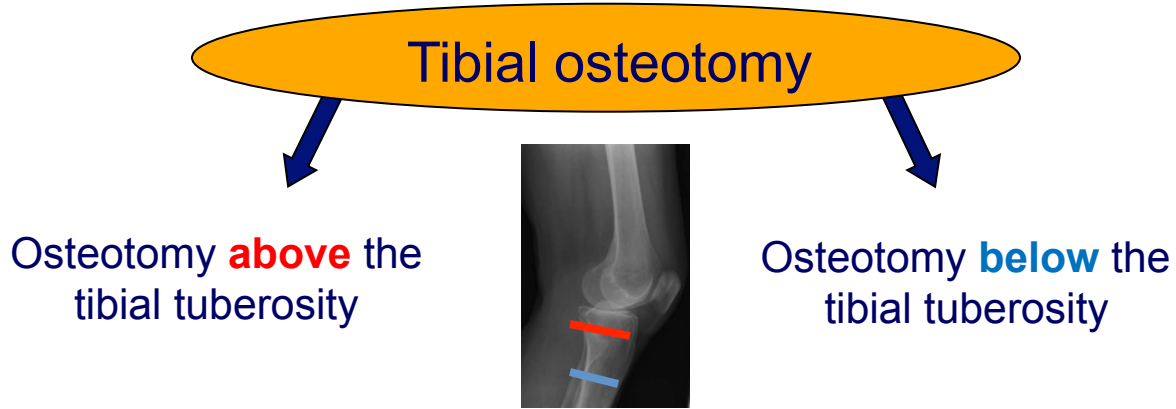 Tibial osteotomy
Osteotomy above the
tibial tuberosity
Osteotomy below the
tibial tuberosity